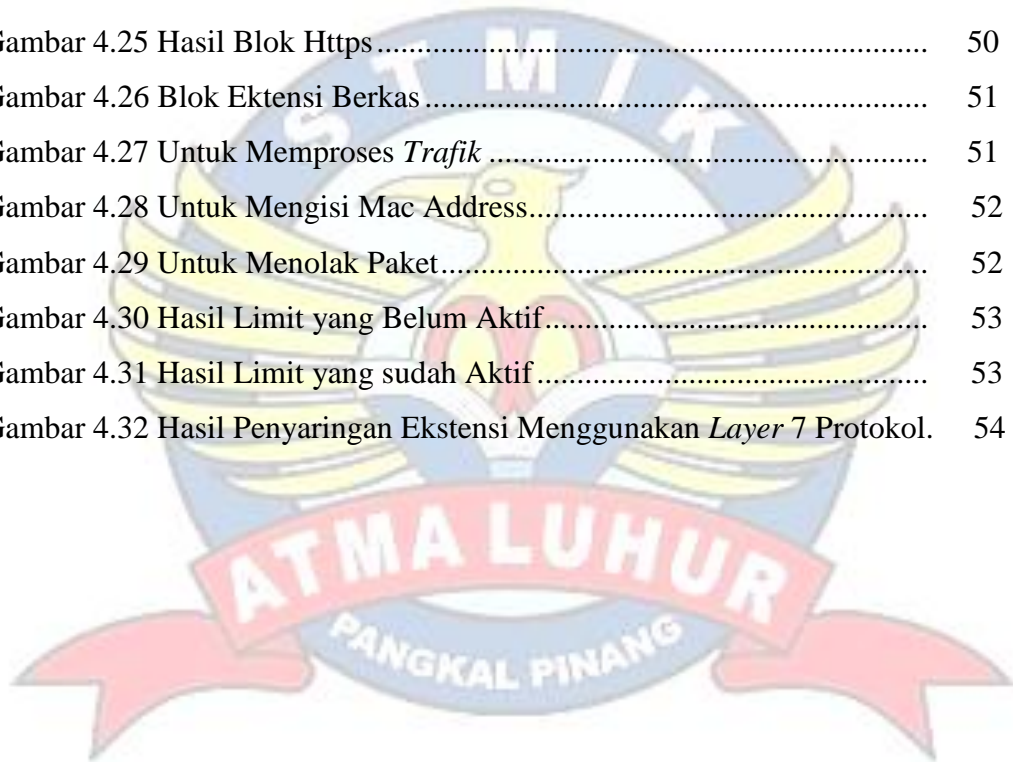 Gambar 4.25 Hasil Blok Https.................................................................... 50
Gambar 4.26 Blok Ektensi Berkas.............................................................. 51
Gambar 4.27 Untuk Memproses Trafik ...................................................... 51
Gambar 4.28 Untuk Mengisi Mac Address................................................. 52
Gambar 4.29 Untuk Menolak Paket............................................................ 52
Gambar 4.30 Hasil Limit yang Belum Aktif............................................... 53
Gambar 4.31 Hasil Limit yang sudah Aktif................................................ 53
Gambar 4.32 Hasil Penyaringan Ekstensi Menggunakan Layer 7 Protokol. 54
STMIK
ATMA LUHUR
PANGKAL PINANG